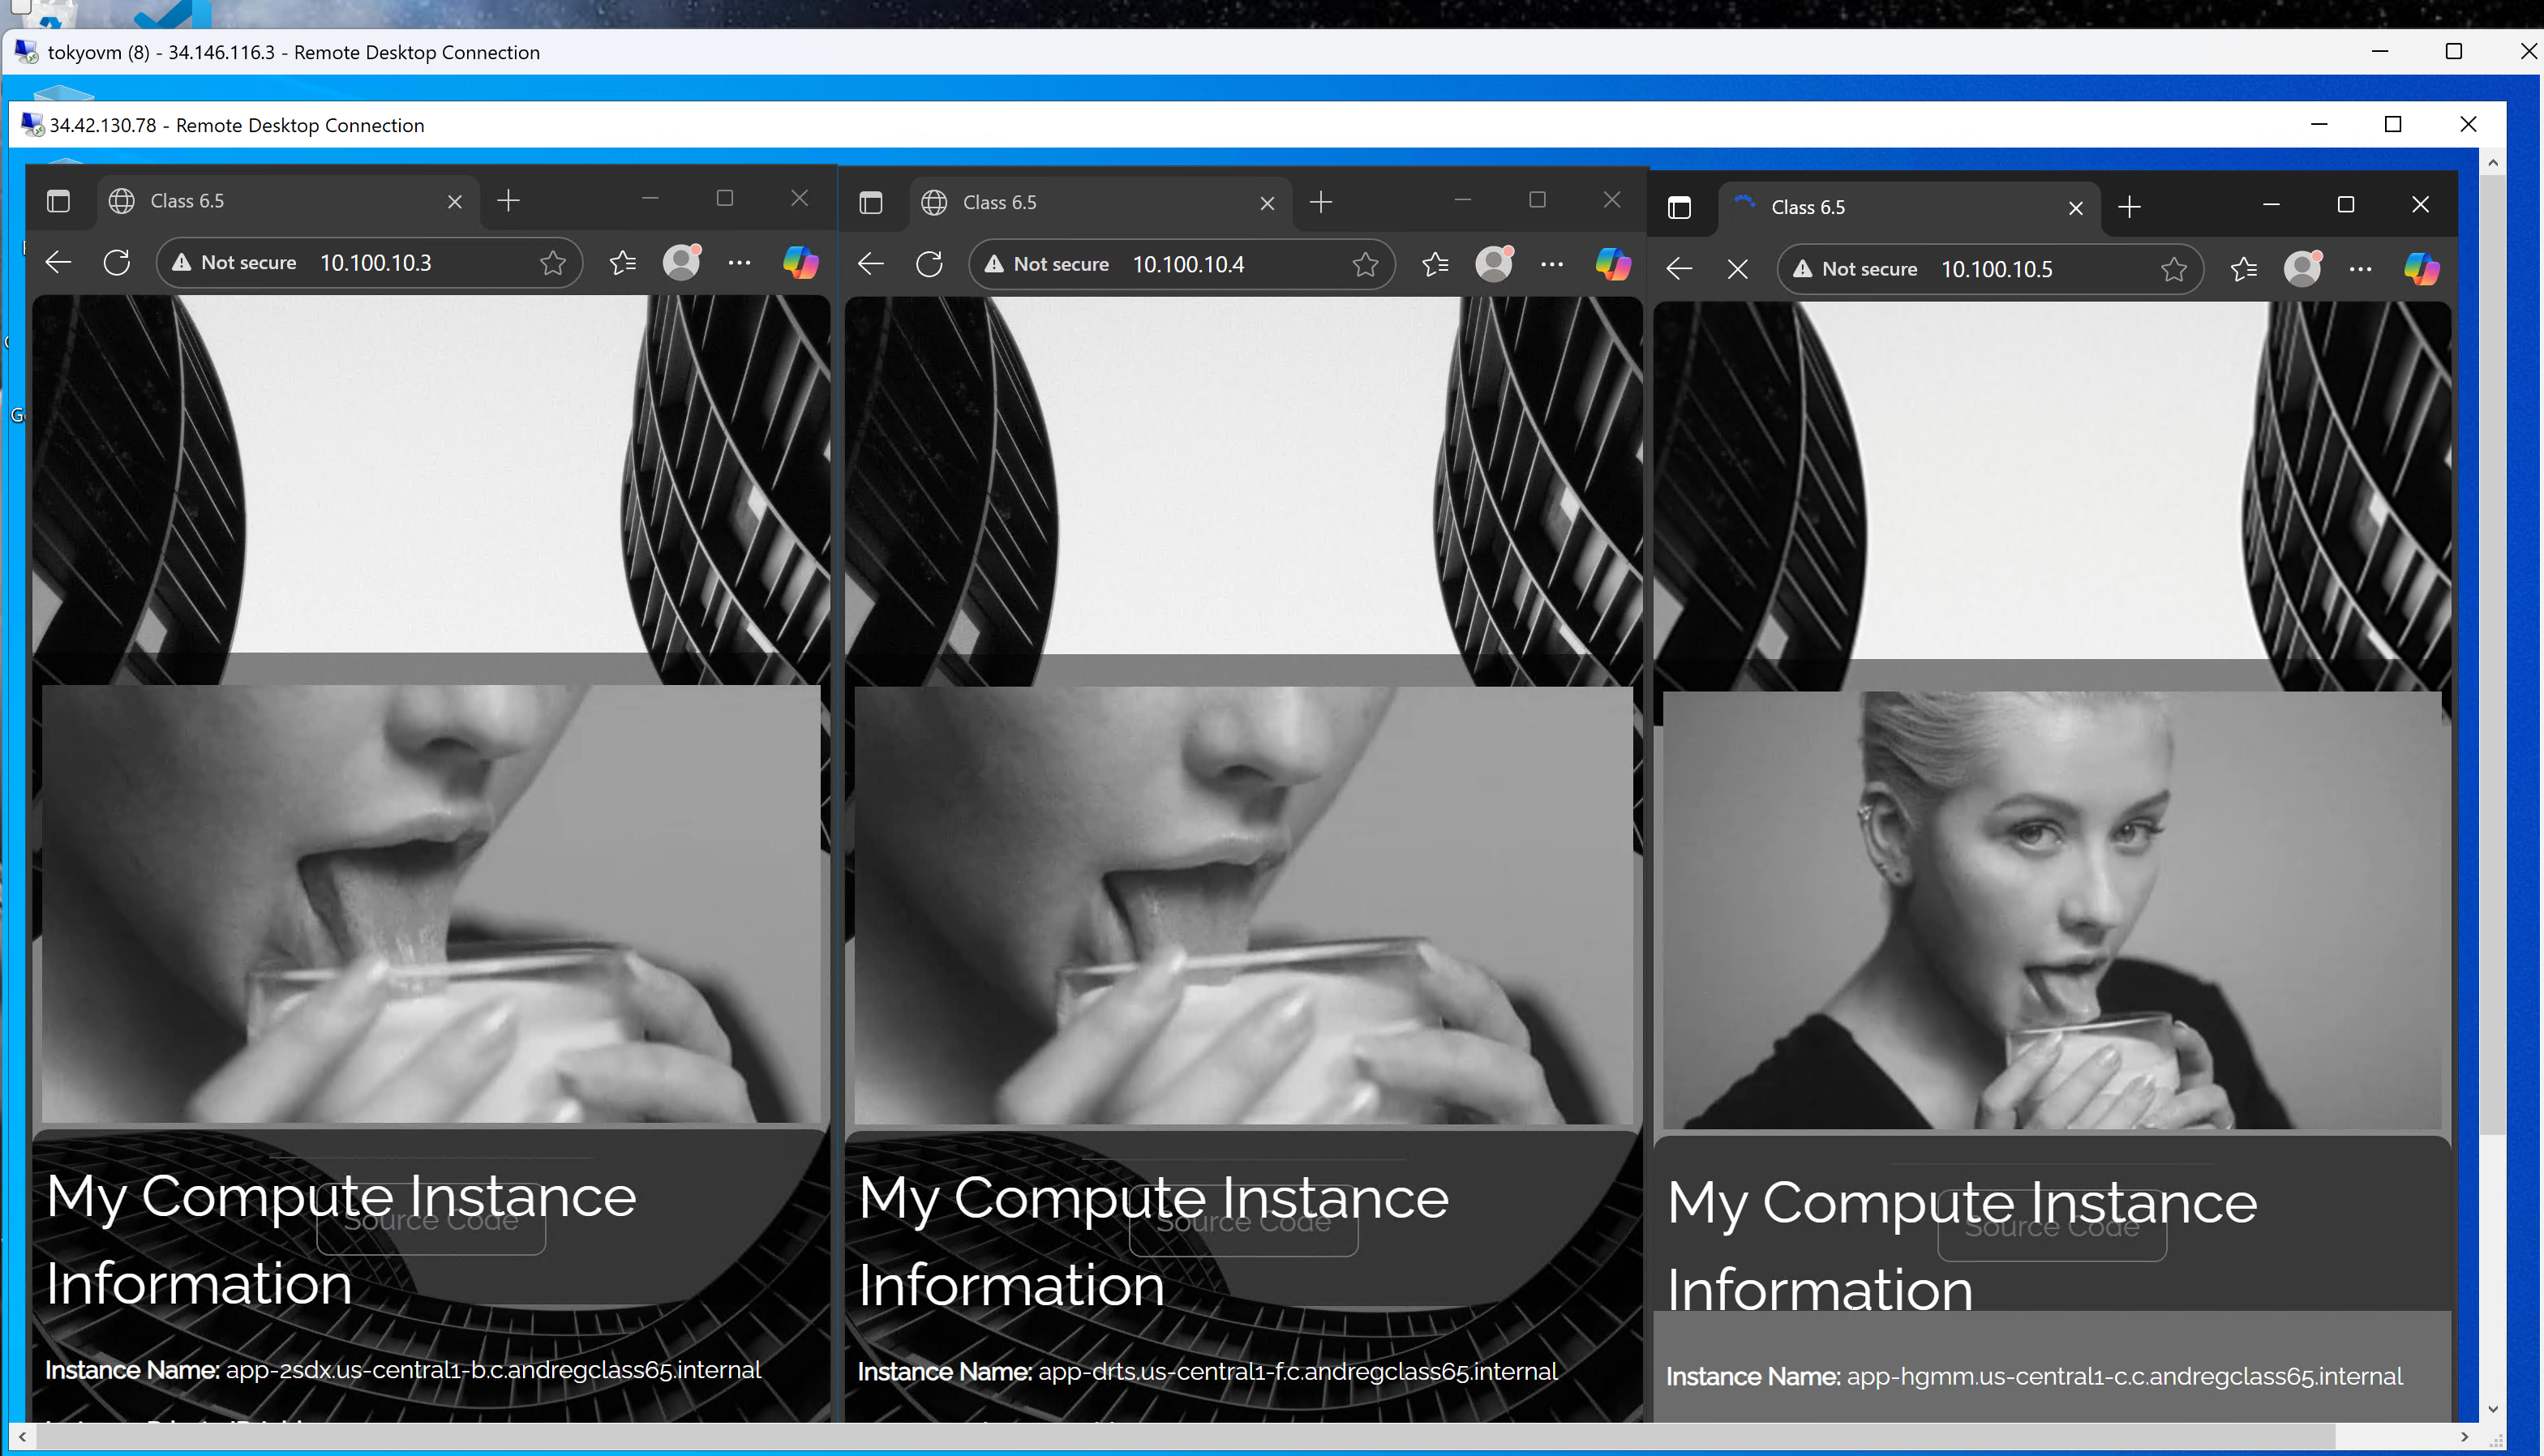 tokyovm (8) - 34.146.116.3 - Remote Desktop Connection
34.42.130.78 - Remote Desktop Connection
Class 6.5
Not secure 10.100.10.3
My Compute Instance
Source Code
Information
Instance Name: app-2sdx.us-central1-b.c.andregclass65.internal
Class 6.5
Not secure 10.100.10.4
My Compute Instance
Source Code
Information
Instance Name: app-drts.us-central1-f.c.andregclass65.internal
Class 6.5
Not secure 10.100.10.5
My Compute Instance
Source Code
Information
Instance Name: app-hgmm.us-central1-c.c.andregclass65.internal